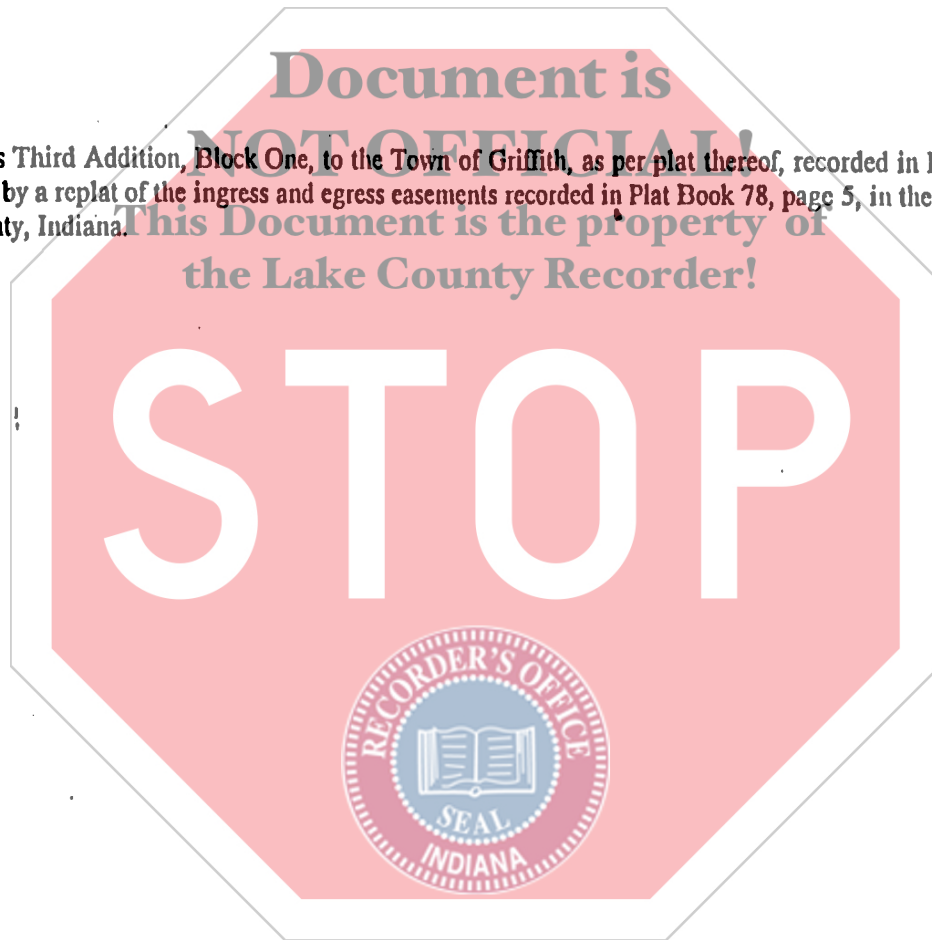 Document is
NOT OFFICIAL!
s Third Addition, Block One, to the Town of Griffith, as per plat thereof, recorded in
by a replat of the ingress and egress easements recorded in Plat Book 78, page 5, in the
ty, Indiana.
This Document is the property of
the Lake County Recorder!
STOP
RECORDER'S OFFICE
SEAL
INDIANA